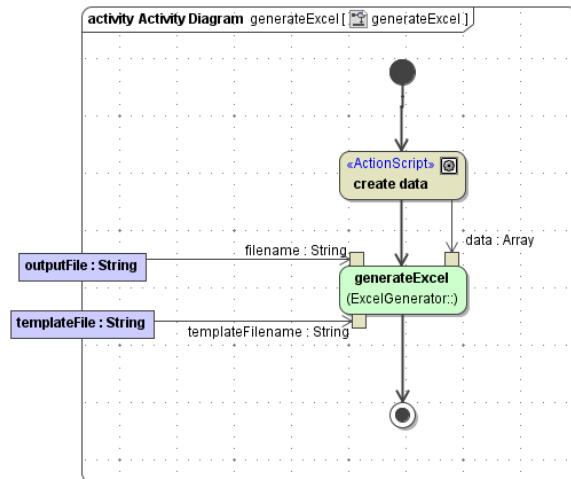 activity Activity Diagram generateExcel [ generateExcel ]
«ActionScript»
create data
data : Array
filename : String
outputFile : String
generateExcel
(ExcelGenerator::)
templateFile : String
templateFilename : String